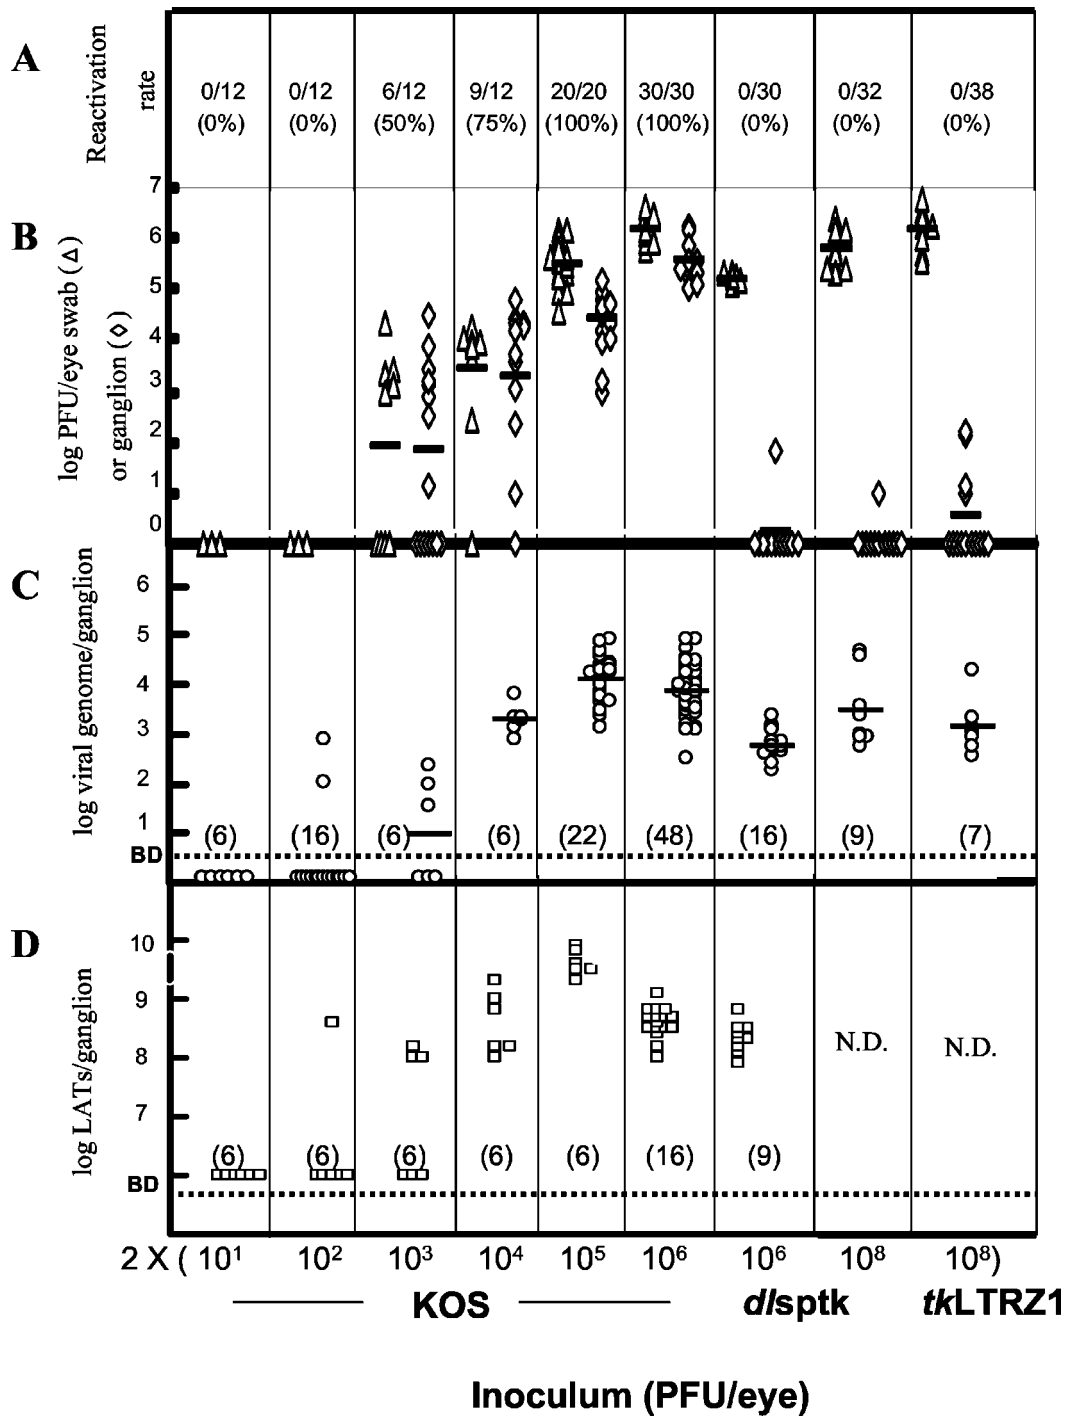 A
Reactivation
rate
0/12 0/12 6/12 9/12 20/20 30/30 0/30 0/32 0/38
(0%) (0%) (50%) (75%) (100%) (100%) (0%) (0%) (0%)
B
log PFU/eye swab (Δ)
or ganglion (◊)
7
6
5
4
3
2
1
0
C
log viral genome/ganglion
6
5
4
3
2
1
BD
(6) (16) (6) (6) (22) (48) (16) (9) (7)
D
log LATs/ganglion
10
9
8
7
BD
N.D. N.D.
(6) (6) (6) (6) (6) (16) (9)
2 X ( 10¹ 10² 10³ 10⁴ 10⁵ 10⁶ 10⁶ 10⁸ 10⁸)
KOS dlsptk tkLTRZ1
Inoculum (PFU/eye)